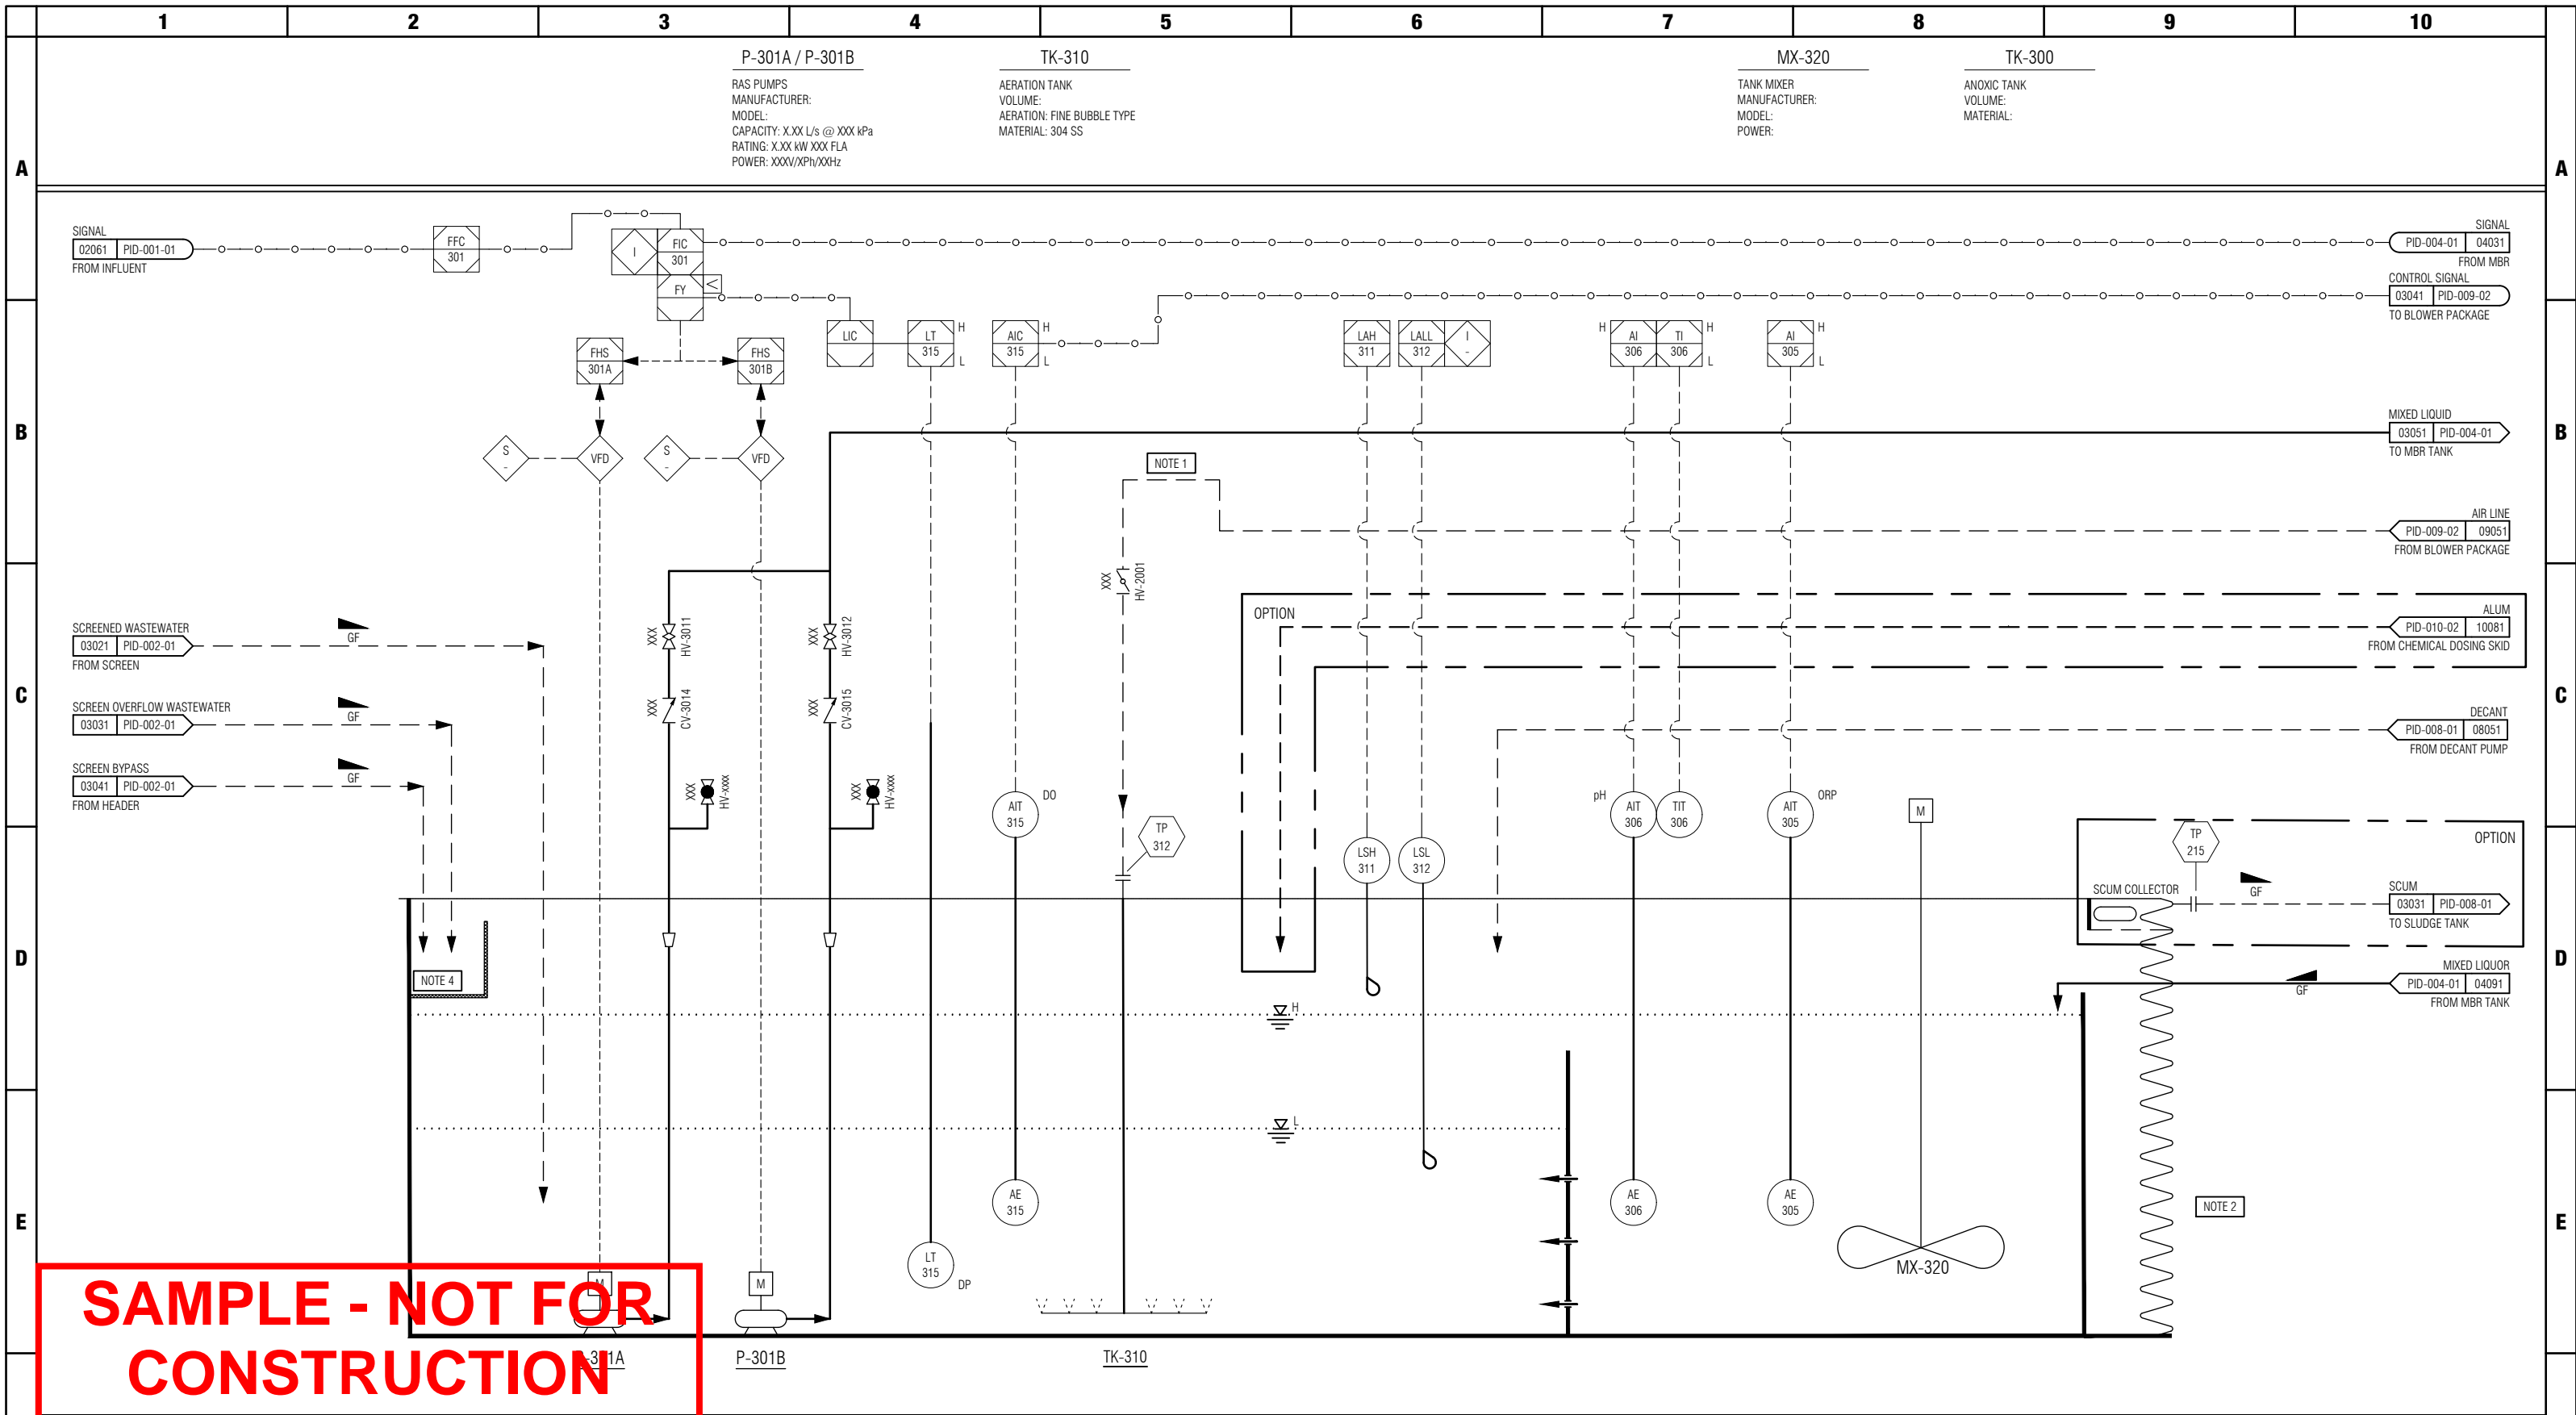 1 2 3 4 5 6 7 8 9 10
P-301A / P-301B
RAS PUMPS
MANUFACTURER:
MODEL:
CAPACITY: X.XX L/s @ XXX kPa
RATING: X.XX kW XXX FLA
POWER: XXXV/XPh/XXHz
TK-310
AERATION TANK
VOLUME:
AERATION: FINE BUBBLE TYPE
MATERIAL: 304 SS
MX-320
TANK MIXER
MANUFACTURER:
MODEL:
POWER:
TK-300
ANOXIC TANK
VOLUME:
MATERIAL:
A A
SIGNAL
02061 PID-001-01
FROM INFLUENT
FFC
301
I
FIC
301
FY
<
SIGNAL
PID-004-01 04031
FROM MBR
CONTROL SIGNAL
03041 PID-009-02
TO BLOWER PACKAGE
FHS
301A
FHS
301B
LIC
LT
315
H
L
AIC
315
H
L
LAH
311
LALL
312
I
-
H
AI
306
TI
306
H
L
AI
305
H
L
B B
S
-
VFD
S
-
VFD
NOTE 1
MIXED LIQUID
03051 PID-004-01
TO MBR TANK
AIR LINE
PID-009-02 09051
FROM BLOWER PACKAGE
XXX
HV-2001
OPTION
ALUM
PID-010-02 10081
FROM CHEMICAL DOSING SKID
SCREENED WASTEWATER
03021 PID-002-01
FROM SCREEN
GF
XXX
HV-3011
XXX
HV-3012
C C
SCREEN OVERFLOW WASTEWATER
03031 PID-002-01
GF
XXX
CV-3014
XXX
CV-3015
DECANT
PID-008-01 08051
FROM DECANT PUMP
SCREEN BYPASS
03041 PID-002-01
FROM HEADER
GF
XXX
HV-xxx
XXX
HV-xxx
AIT
315
DO
TP
312
pH
AIT
306
TIT
306
AIT
305
ORP
M
LSH
311
LSL
312
TP
215
OPTION
SCUM COLLECTOR
GF
SCUM
03031 PID-008-01
TO SLUDGE TANK
D D
NOTE 4
H
MIXED LIQUOR
PID-004-01 04091
FROM MBR TANK
GF
L
AE
315
AE
306
AE
305
NOTE 2
E E
LT
315
DP
MX-320
M
M
SAMPLE - NOT FOR
CONSTRUCTION
P-301A
P-301B
TK-310